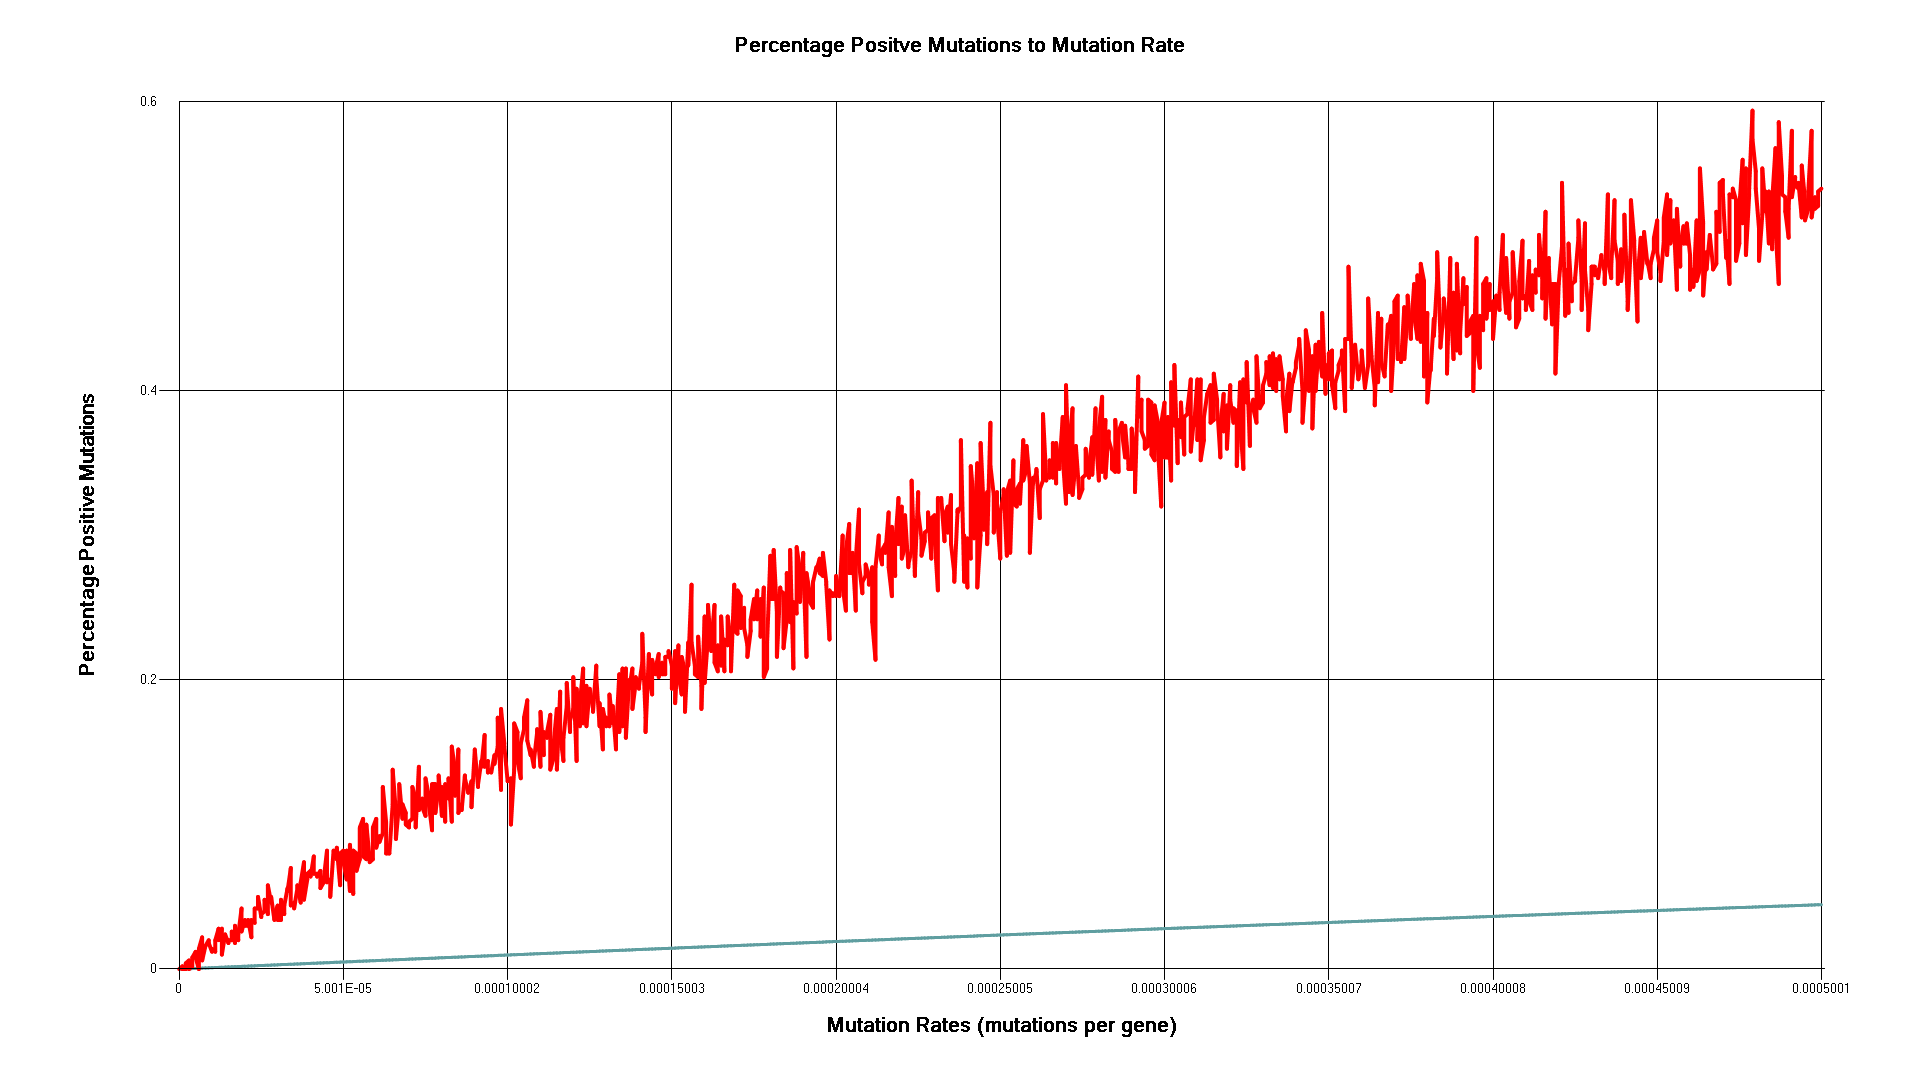 Percentage Positve Mutations to Mutation Rate
0.6
0.4
0.2
0
Percentage Positive Mutations
0 5.001E-05 0.00010002 0.00015003 0.00020004 0.00025005 0.00030006 0.00035007 0.00040008 0.00045009 0.0005001
Mutation Rates (mutations per gene)